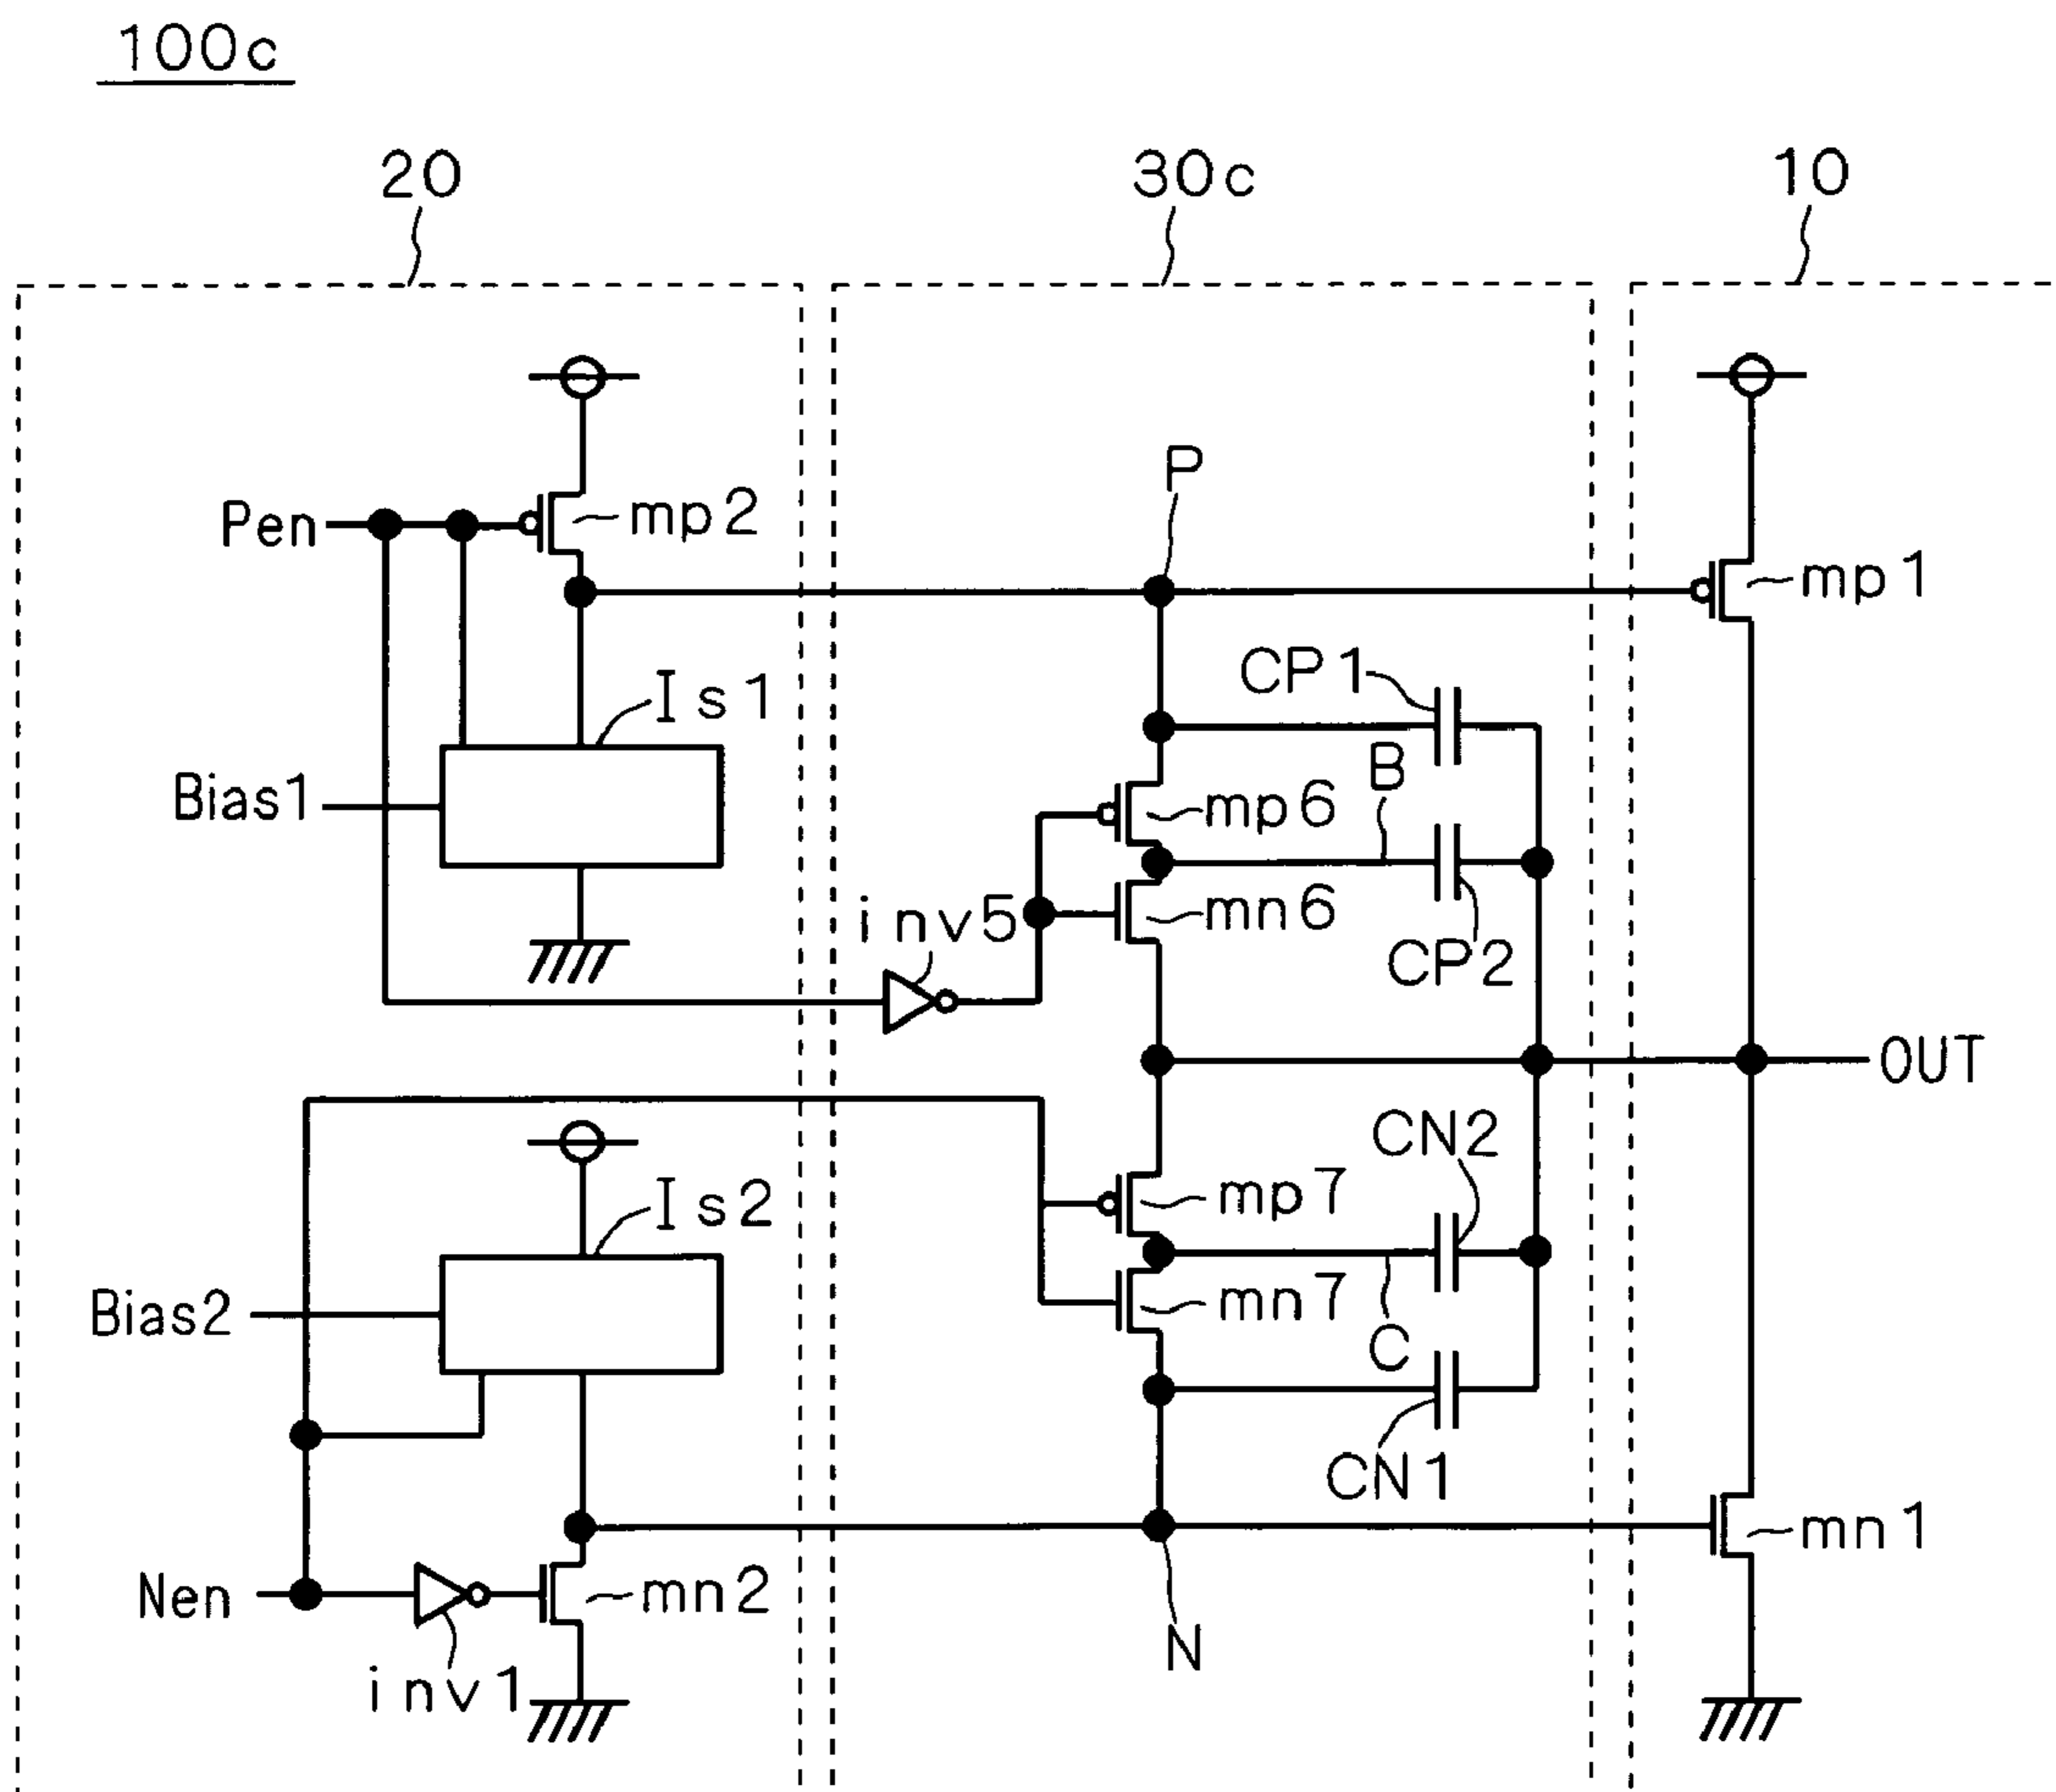 100c
20
30c
10
P
Pen
mp2
mp1
CP1
Is1
B
Bias1
mp6
inv5
mn6
CP2
OUT
CN2
Is2
mp7
Bias2
mn7
C
CN1
mn1
Nen
mn2
N
inv1